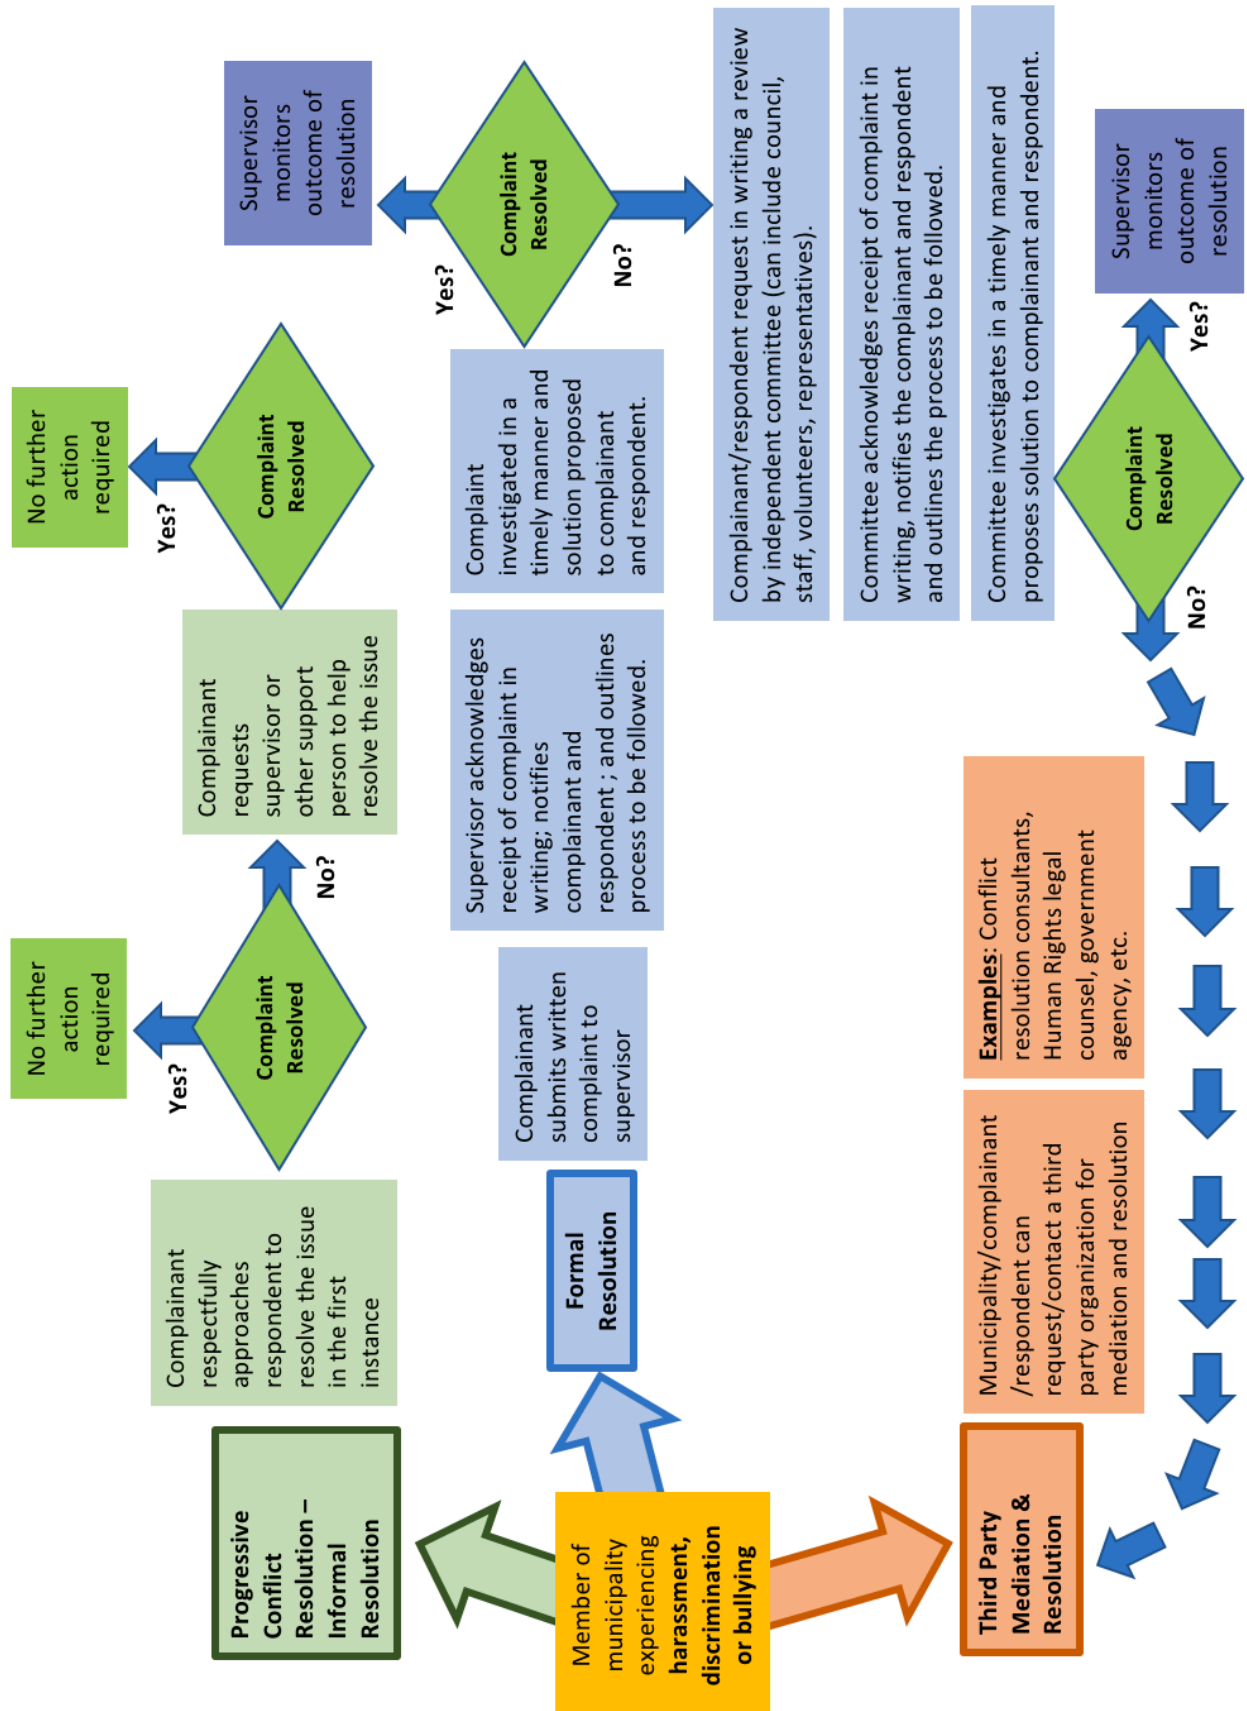 Member of
municipality
experiencing
harassment,
discrimination
or bullying
Progressive
Conflict
Resolution –
Informal
Resolution
Complainant
respectfully
approaches
respondent to
resolve the issue
in the first
instance
Complaint
Resolved
Yes?
No further
action
required
No?
Complainant
requests
supervisor or
other support
person to help
resolve the issue
Complaint
Resolved
Yes?
No further
action
required
Formal
Resolution
Complainant
submits written
complaint to
supervisor
Supervisor acknowledges
receipt of complaint in
writing; notifies
complainant and
respondent ; and outlines
process to be followed.
Complaint
investigated in a
timely manner and
solution proposed
to complainant
and respondent.
Complaint
Resolved
Yes?
Supervisor
monitors
outcome of
resolution
No?
Complainant/respondent request in writing a review
by independent committee (can include council,
staff, volunteers, representatives).
Committee acknowledges receipt of complaint in
writing, notifies the complainant and respondent
and outlines the process to be followed.
Committee investigates in a timely manner and
proposes solution to complainant and respondent.
Complaint
Resolved
Yes?
Supervisor
monitors
outcome of
resolution
No?
Third Party
Mediation &
Resolution
Municipality/complainant
/respondent can
request/contact a third
party organization for
mediation and resolution
Examples: Conflict
resolution consultants,
Human Rights legal
counsel, government
agency, etc.